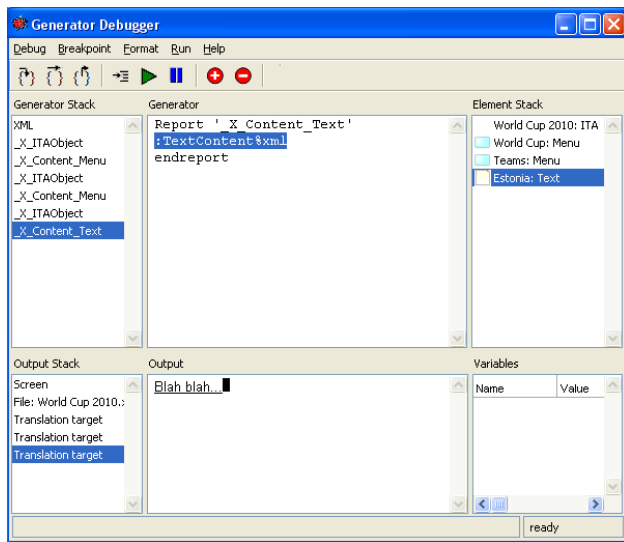 Generator Debugger
Debug Breakpoint Format Run Help
Generator Stack
XML
_X_ITAObject
_X_Content_Menu
_X_ITAObject
_X_Content_Menu
_X_ITAObject
_X_Content_Text
Generator
Report '_X_Content_Text'
:TextContent%xml
endreport
Element Stack
World Cup 2010: ITA
World Cup: Menu
Teams: Menu
Estonia: Text
Output Stack
Screen
File: World Cup 2010.
Translation target
Translation target
Translation target
Output
Blah blah...
Variables
Name Value
ready